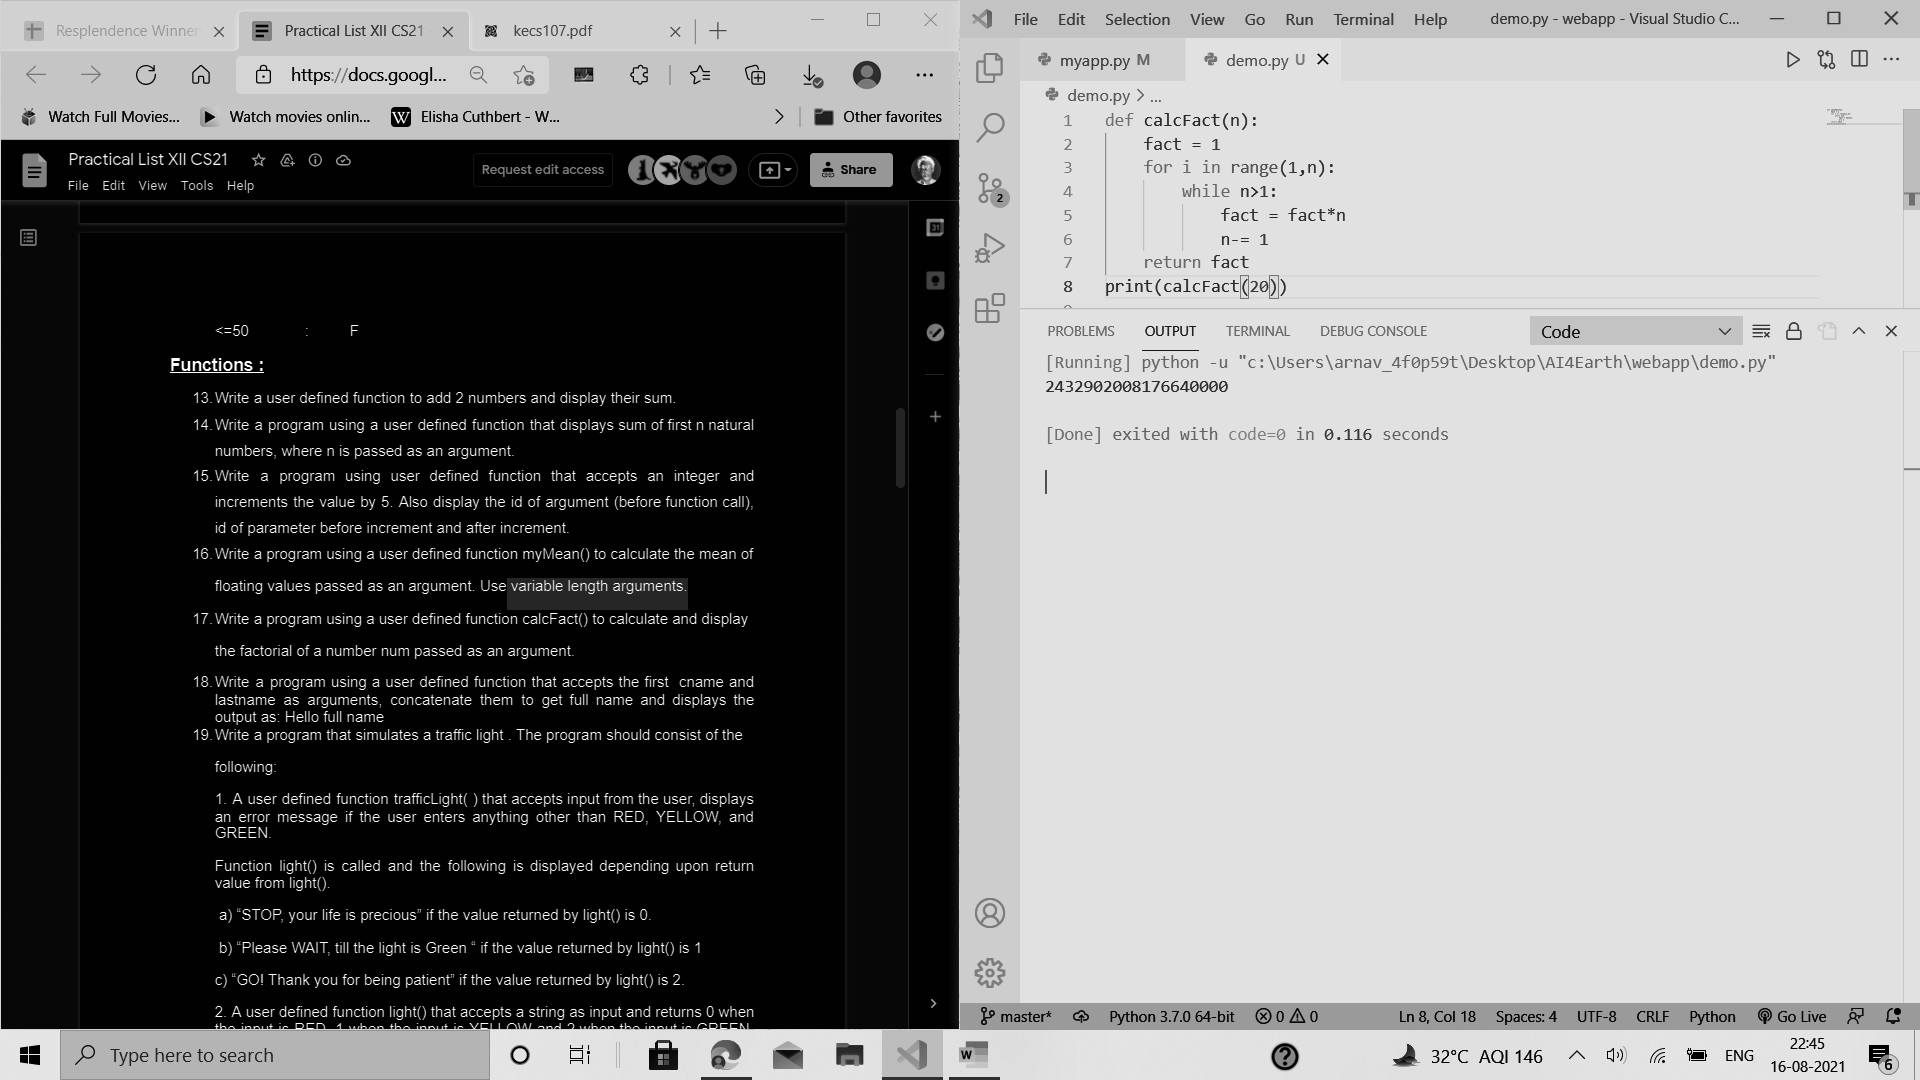 Resplendence Winner
Practical List XII CS21
kecs107.pdf
https://docs.googl...
Watch Full Movies...
Watch movies onlin...
W
Elisha Cuthbert - W...
Other favorites
Practical List XII CS21
File Edit View Tools Help
Request edit access
Share
31
<=50 : F
Functions :
13. Write a user defined function to add 2 numbers and display their sum.
14. Write a program using a user defined function that displays sum of first n natural
numbers, where n is passed as an argument.
15. Write a program using user defined function that accepts an integer and
increments the value by 5. Also display the id of argument (before function call),
id of parameter before increment and after increment.
16. Write a program using a user defined function myMean() to calculate the mean of
floating values passed as an argument. Use variable length arguments.
17. Write a program using a user defined function calcFact() to calculate and display
the factorial of a number num passed as an argument.
18. Write a program using a user defined function that accepts the first cname and
lastname as arguments, concatenate them to get full name and displays the
output as: Hello full name
19. Write a program that simulates a traffic light . The program should consist of the
following:
1. A user defined function trafficLight( ) that accepts input from the user, displays
an error message if the user enters anything other than RED, YELLOW, and
GREEN.
Function light() is called and the following is displayed depending upon return
value from light().
a) “STOP, your life is precious” if the value returned by light() is 0.
b) “Please WAIT, till the light is Green “ if the value returned by light() is 1
c) “GO! Thank you for being patient” if the value returned by light() is 2.
2. A user defined function light() that accepts a string as input and returns 0 when
the input is RED, 1 when the input is YELLOW and 2 when the input is GREEN.
File Edit Selection View Go Run Terminal Help
demo.py - webapp - Visual Studio C...
myapp.py M
demo.py U
demo.py > ...
1 def calcFact(n):
2 fact = 1
3 for i in range(1,n):
4 while n>1:
5 fact = fact*n
6 n-= 1
7 return fact
8 print(calcFact(20))
2
PROBLEMS OUTPUT TERMINAL DEBUG CONSOLE
Code
[Running] python -u "c:\Users\arnav_4f0p59t\Desktop\AI4Earth\webapp\demo.py"
2432902008176640000
[Done] exited with code=0 in 0.116 seconds
master*
Python 3.7.0 64-bit
0 0
Ln 8, Col 18 Spaces: 4 UTF-8 CRLF Python Go Live
Type here to search
W
32°C AQI 146
ENG
22:45
16-08-2021
6